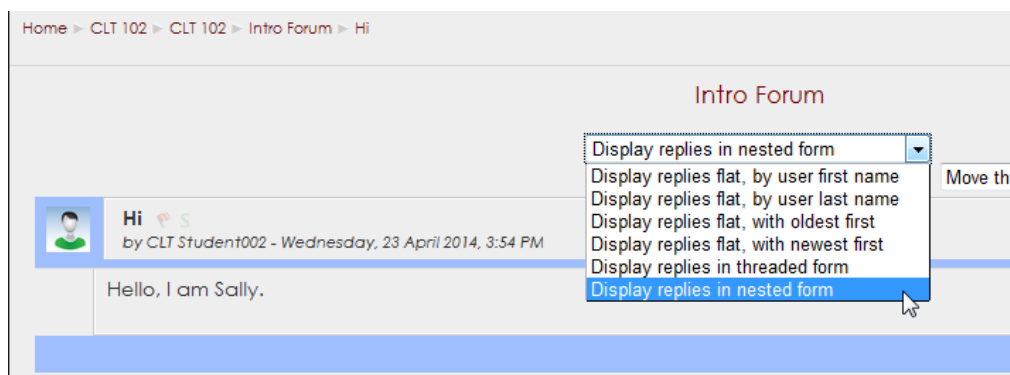 Home ► CLT 102 ► CLT 102 ► Intro Forum ► Hi
Intro Forum
Display replies in nested form
Display replies flat, by user first name
Display replies flat, by user last name
Display replies flat, with oldest first
Display replies flat, with newest first
Display replies in threaded form
Display replies in nested form
Move th
Hi S
by CLT Student002 - Wednesday, 23 April 2014, 3:54 PM
Hello, I am Sally.